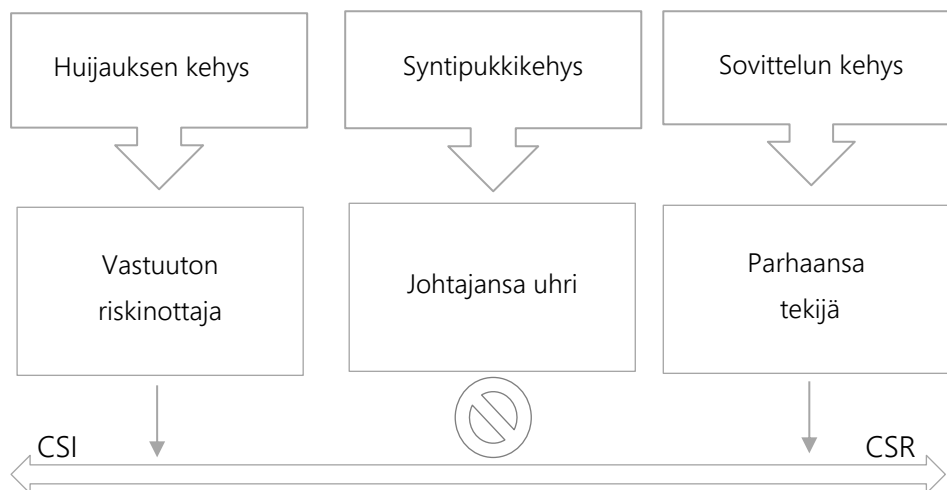 Huijauksen kehys
Syntipukkikehys
Sovittelun kehys
Vastuuton
riskinottaja
Johtajansa uhri
Parhaansa
tekijä
CSI
CSR